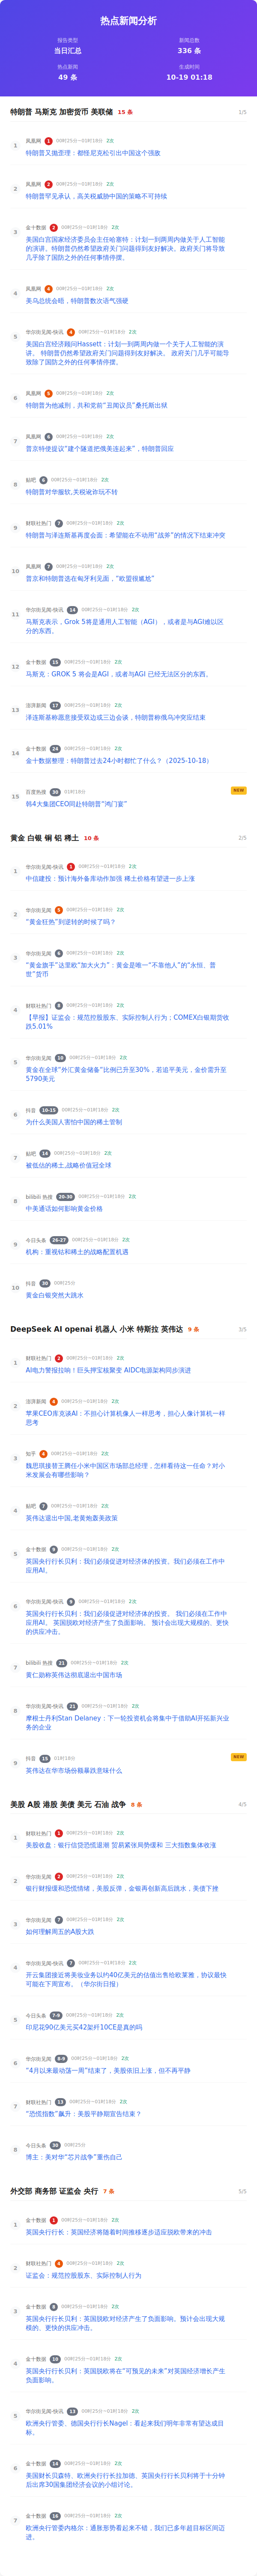 热点新闻分析
报告类型
新闻总数
当日汇总
336 条
热点新闻
生成时间
49 条
10-19 01:18
特朗普 马斯克 加密货币 美联储 15 条 1/5
1 凤凰网 1 00时25分~01时18分 2次
特朗普又抛歪理：都怪尼克松引出中国这个强敌
2 凤凰网 2 00时25分~01时18分 2次
特朗普罕见承认，高关税威胁中国的策略不可持续
3 金十数据 2 00时25分~01时18分 2次
美国白宫国家经济委员会主任哈塞特：计划一到两周内做关于人工智能
的演讲。特朗普仍然希望政府关门问题得到友好解决。政府关门将导致
几乎除了国防之外的任何事情停摆。
4 凤凰网 4 00时25分~01时18分 2次
美乌总统会晤，特朗普数次语气强硬
5 华尔街见闻-快讯 4 00时25分~01时18分 2次
美国白宫经济顾问Hassett：计划一到两周内做一个关于人工智能的演
讲。 特朗普仍然希望政府关门问题得到友好解决。 政府关门几乎可能导
致除了国防之外的任何事情停摆。
6 凤凰网 5 00时25分~01时18分 2次
特朗普为他减刑，共和党前“丑闻议员”桑托斯出狱
7 凤凰网 6 00时25分~01时18分 2次
普京特使提议“建个隧道把俄美连起来”，特朗普回应
8 贴吧 6 00时25分~01时18分 2次
特朗普对华服软,关税讹诈玩不转
9 财联社热门 7 00时25分~01时18分 2次
特朗普与泽连斯基再度会面：希望能在不动用“战斧”的情况下结束冲突
10 凤凰网 7 00时25分~01时18分 2次
普京和特朗普选在匈牙利见面，“欧盟很尴尬”
11 华尔街见闻-快讯 14 00时25分~01时18分 2次
马斯克表示，Grok 5将是通用人工智能（AGI），或者是与AGI难以区
分的东西。
12 金十数据 15 00时25分~01时18分 2次
马斯克：GROK 5 将会是AGI，或者与AGI 已经无法区分的东西。
13 澎湃新闻 17 00时25分~01时18分 2次
泽连斯基称愿意接受双边或三边会谈，特朗普称俄乌冲突应结束
14 金十数据 24 00时25分~01时18分 2次
金十数据整理：特朗普过去24小时都忙了什么？（2025-10-18）
15 百度热搜 30 01时18分 NEW
韩4大集团CEO同赴特朗普“鸿门宴”
黄金 白银 铜 铝 稀土 10 条 2/5
1 华尔街见闻-快讯 1 00时25分~01时18分 2次
中信建投：预计海外备库动作加强 稀土价格有望进一步上涨
2 华尔街见闻 5 00时25分~01时18分 2次
“黄金狂热”到逆转的时候了吗？
3 华尔街见闻 6 00时25分~01时18分 2次
“黄金旗手”达里欧“加大火力”：黄金是唯一“不靠他人”的“永恒、普
世”货币
4 财联社热门 8 00时25分~01时18分 2次
【早报】证监会：规范控股股东、实际控制人行为；COMEX白银期货收
跌5.01%
5 华尔街见闻 10 00时25分~01时18分 2次
黄金在全球“外汇黄金储备”比例已升至30%，若追平美元，金价需升至
5790美元
6 抖音 10-15 00时25分~01时18分 2次
为什么美国人害怕中国的稀土管制
7 贴吧 14 00时25分~01时18分 2次
被低估的稀土,战略价值冠全球
8 bilibili 热搜 20-30 00时25分~01时18分 2次
中美通话如何影响黄金价格
9 今日头条 26-27 00时25分~01时18分 2次
机构：重视钴和稀土的战略配置机遇
10 抖音 30 00时25分
黄金白银突然大跳水
DeepSeek AI openai 机器人 小米 特斯拉 英伟达 9 条 3/5
1 财联社热门 2 00时25分~01时18分 2次
AI电力警报拉响！巨头押宝核聚变 AIDC电源架构同步演进
2 澎湃新闻 4 00时25分~01时18分 2次
苹果CEO库克谈AI：不担心计算机像人一样思考，担心人像计算机一样
思考
3 知乎 4 00时25分~01时18分 2次
魏思琪接替王腾任小米中国区市场部总经理，怎样看待这一任命？对小
米发展会有哪些影响？
4 贴吧 7 00时25分~01时18分 2次
英伟达退出中国,老黄炮轰美政策
5 金十数据 9 00时25分~01时18分 2次
英国央行行长贝利：我们必须促进对经济体的投资。我们必须在工作中
应用AI。
6 华尔街见闻-快讯 9 00时25分~01时18分 2次
英国央行行长贝利：我们必须促进对经济体的投资。 我们必须在工作中
应用AI。 英国脱欧对经济产生了负面影响。 预计会出现大规模的、更快
的供应冲击。
7 bilibili 热搜 21 00时25分~01时18分 2次
黄仁勋称英伟达彻底退出中国市场
8 华尔街见闻-快讯 21 00时25分~01时18分 2次
摩根士丹利Stan Delaney：下一轮投资机会将集中于借助AI开拓新兴业
务的企业
9 抖音 15 01时18分 NEW
英伟达在华市场份额暴跌意味什么
美股 A股 港股 美债 美元 石油 战争 8 条 4/5
1 财联社热门 1 00时25分~01时18分 2次
美股收盘：银行信贷恐慌退潮 贸易紧张局势缓和 三大指数集体收涨
2 华尔街见闻 2 00时25分~01时18分 2次
银行财报缓和恐慌情绪，美股反弹，金银再创新高后跳水，美债下挫
3 华尔街见闻 7 00时25分~01时18分 2次
如何理解周五的A股大跌
4 华尔街见闻-快讯 7 00时25分~01时18分 2次
开云集团接近将美妆业务以约40亿美元的估值出售给欧莱雅，协议最快
可能在下周宣布。（华尔街日报）
5 今日头条 7-9 00时25分~01时18分 2次
印尼花90亿美元买42架歼10CE是真的吗
6 华尔街见闻 8-9 00时25分~01时18分 2次
“4月以来最动荡一周”结束了，美股依旧上涨，但不再平静
7 财联社热门 13 00时25分~01时18分 2次
“恐慌指数”飙升：美股平静期宣告结束？
8 今日头条 30 00时25分
博主：美对华“芯片战争”重伤自己
外交部 商务部 证监会 央行 7 条 5/5
1 金十数据 1 00时25分~01时18分 2次
英国央行行长：英国经济将随着时间推移逐步适应脱欧带来的冲击
2 财联社热门 4 00时25分~01时18分 2次
证监会：规范控股股东、实际控制人行为
3 金十数据 8 00时25分~01时18分 2次
英国央行行长贝利：英国脱欧对经济产生了负面影响。预计会出现大规
模的、更快的供应冲击。
4 金十数据 10 00时25分~01时18分 2次
英国央行行长贝利：英国脱欧将在“可预见的未来”对英国经济增长产生
负面影响。
5 华尔街见闻-快讯 13 00时25分~01时18分 2次
欧洲央行管委、德国央行行长Nagel：看起来我们明年非常有望达成目
标。
6 金十数据 14 00时25分~01时18分 2次
美国财长贝森特、欧洲央行行长拉加德、英国央行行长贝利将于十分钟
后出席30国集团经济会议的小组讨论。
7 金十数据 16 00时25分~01时18分 2次
欧洲央行管委内格尔：通胀形势看起来不错，我们已多年超目标区间迈
进。